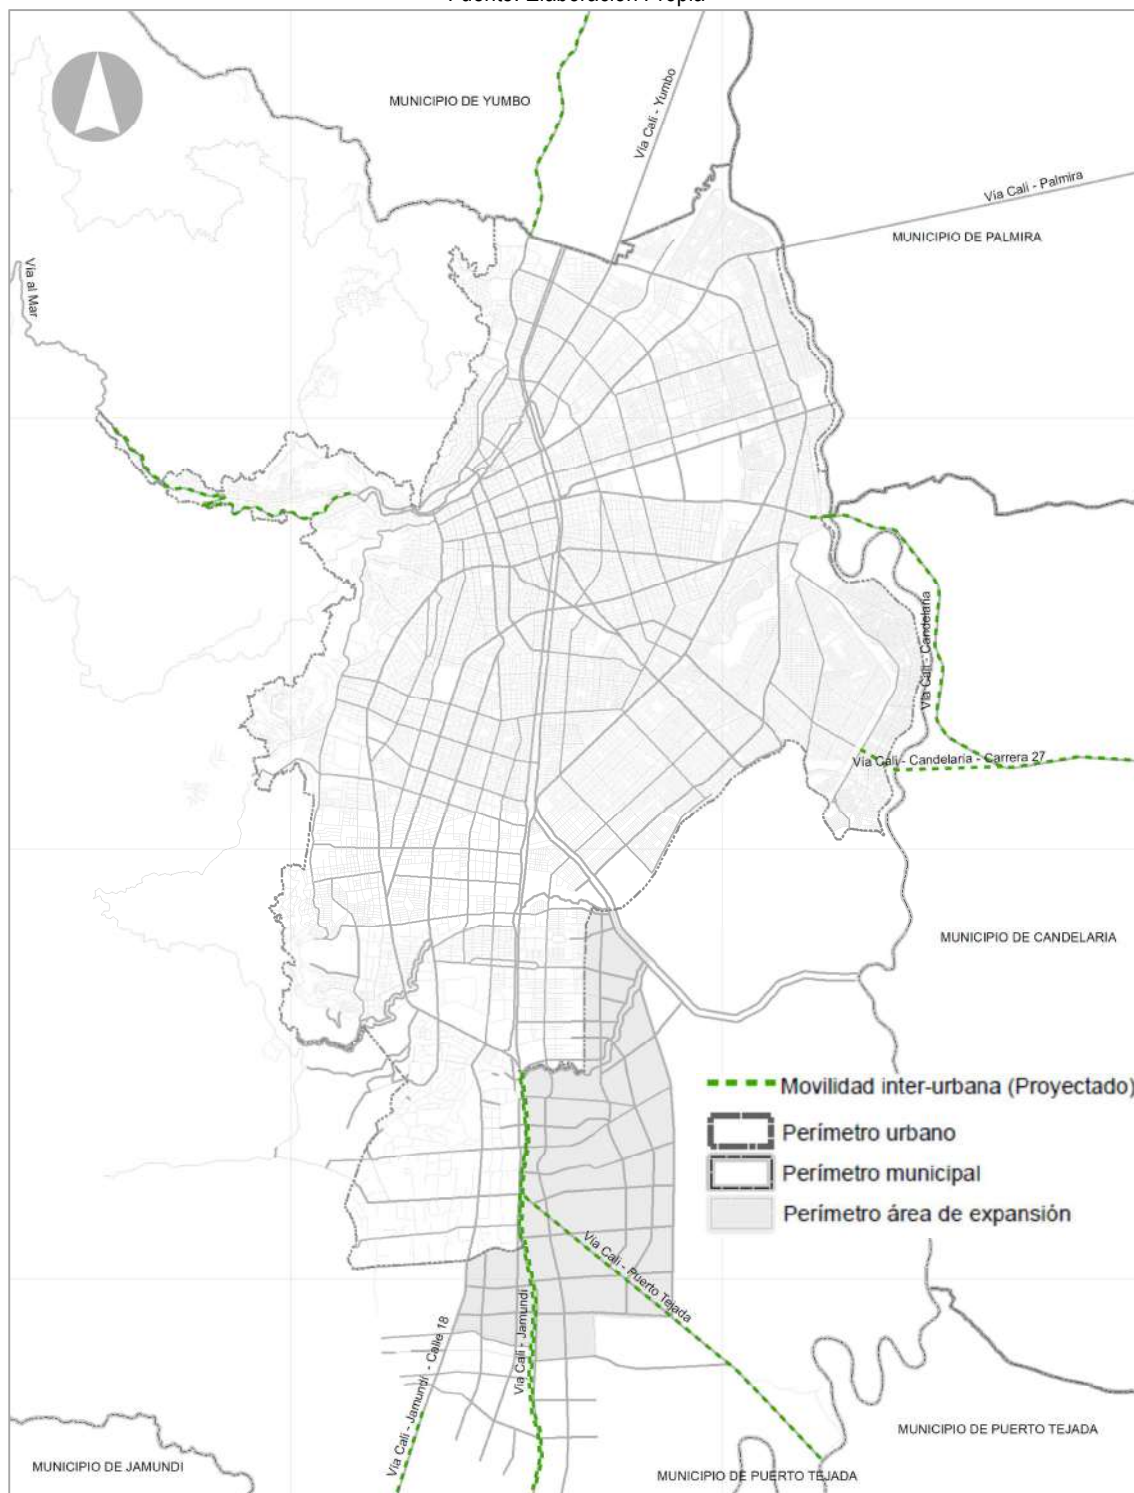 Fuente: Elaboración Propia
MUNICIPIO DE YUMBO
Vía Cali - Yumbo
Vía Cali - Palmira
MUNICIPIO DE PALMIRA
Vía al Mar
Vía Cali - Candelaria
Vía Cali - Candelaria - Carrera 27
MUNICIPIO DE CANDELARIA
Movilidad inter-urbana (Proyectado)
Perímetro urbano
Perímetro municipal
Perímetro área de expansión
Vía Cali - Puerto Tejada
Vía Cali - Jamundí
Vía Cali - Jamundí - Calle 18
MUNICIPIO DE PUERTO TEJADA
MUNICIPIO DE JAMUNDI
MUNICIPIO DE PUERTO TEJADA